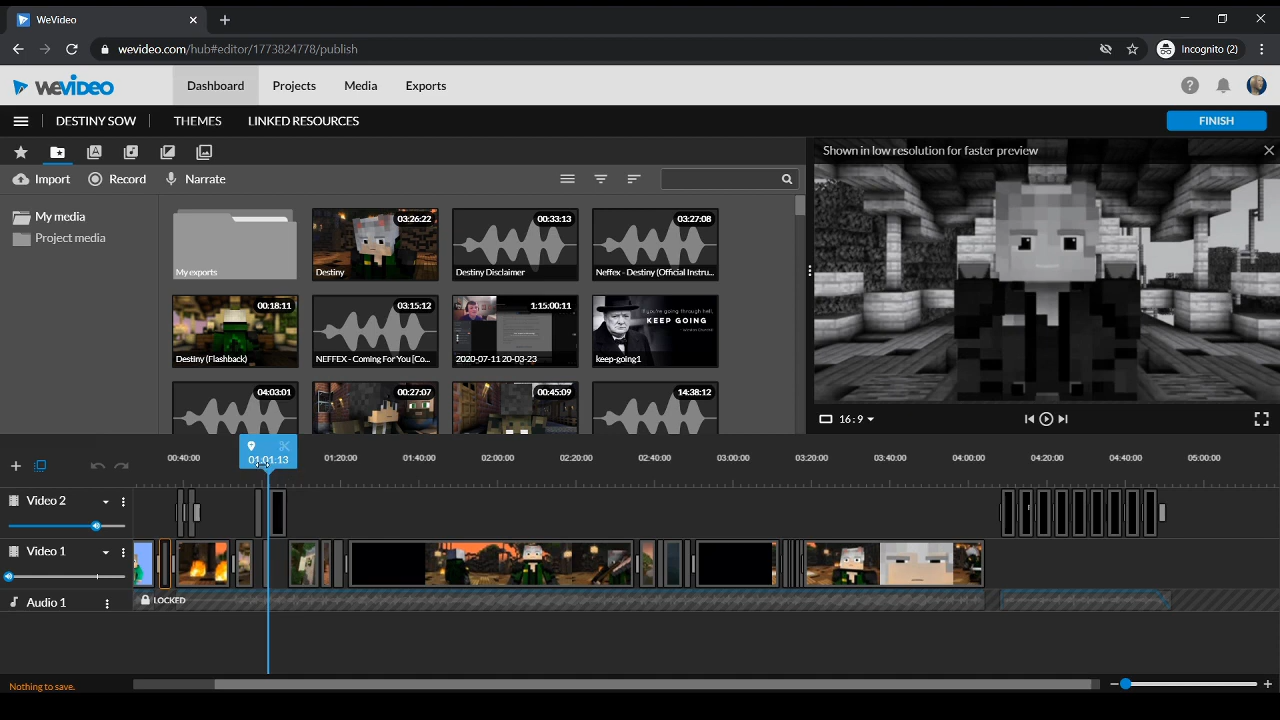 WeVideo
wevideo.com/hub#editor/1773824778/publish
Incognito (2)
WEVIDEO
Dashboard
Projects
Media
Exports
DESTINY SOW
THEMES
LINKED RESOURCES
FINISH
Shown in low resolution for faster preview
Import
Record
Narrate
My media
Project media
My exports
03:26:22
Destiny
00:33:13
Destiny Disclaimer
03:27:08
Neffex - Destiny (Official Instru...
00:18:11
Destiny (Flashback)
03:15:12
NEFFEX - Coming For You [Co...
1:15:00:11
2020-07-11 20-03-23
If you're going through hell,
KEEP GOING
keep-going1
04:03:01
00:27:07
00:45:09
14:38:12
16:9
00:40:00
01:01:13
01:20:00
01:40:00
02:00:00
02:20:00
02:40:00
03:00:00
03:20:00
03:40:00
04:00:00
04:20:00
04:40:00
05:00:00
Video 2
Video 1
Audio 1
LOCKED
Nothing to save.